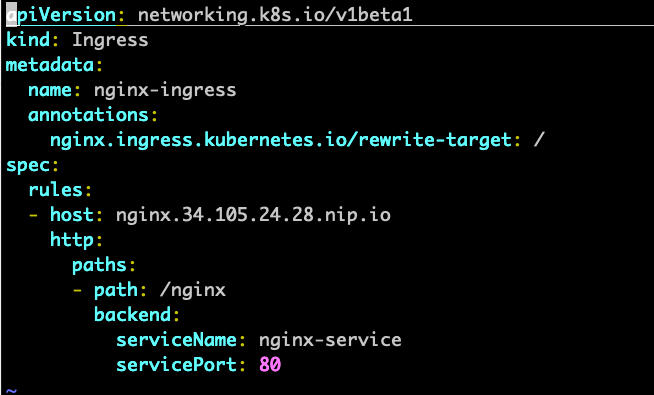 apiVersion: networking.k8s.io/v1beta1
kind: Ingress
metadata:
  name: nginx-ingress
  annotations:
    nginx.ingress.kubernetes.io/rewrite-target: /
spec:
  rules:
  - host: nginx.34.105.24.28.nip.io
    http:
      paths:
      - path: /nginx
        backend:
          serviceName: nginx-service
          servicePort: 80
~